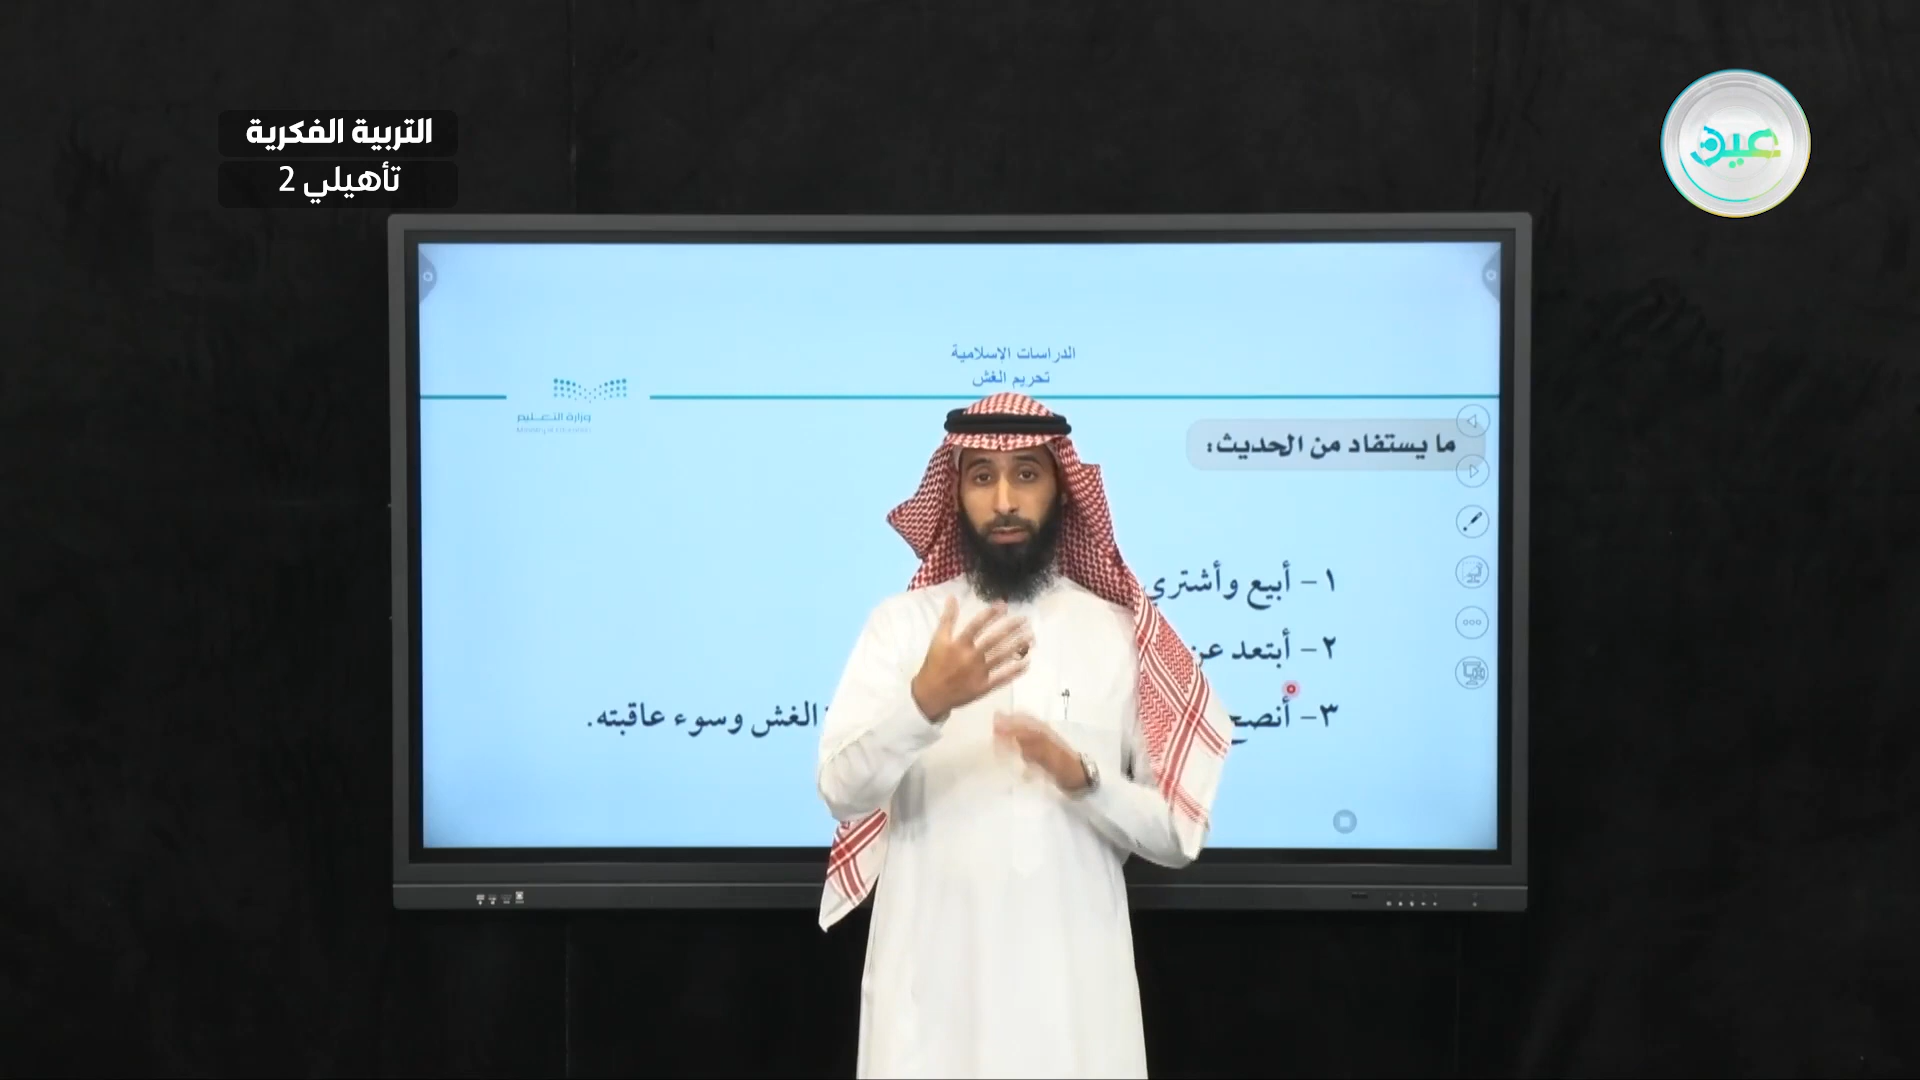 التربية الفكرية
تأهيلي 2
عين
الدراسات الإسلامية
تحريم الغش
وزارة التعليم
ما يستفاد من الحديث:
١- أبيع وأشتري
٢- أبتعد عن
٣- أنصح الغش وسوء عاقبته.